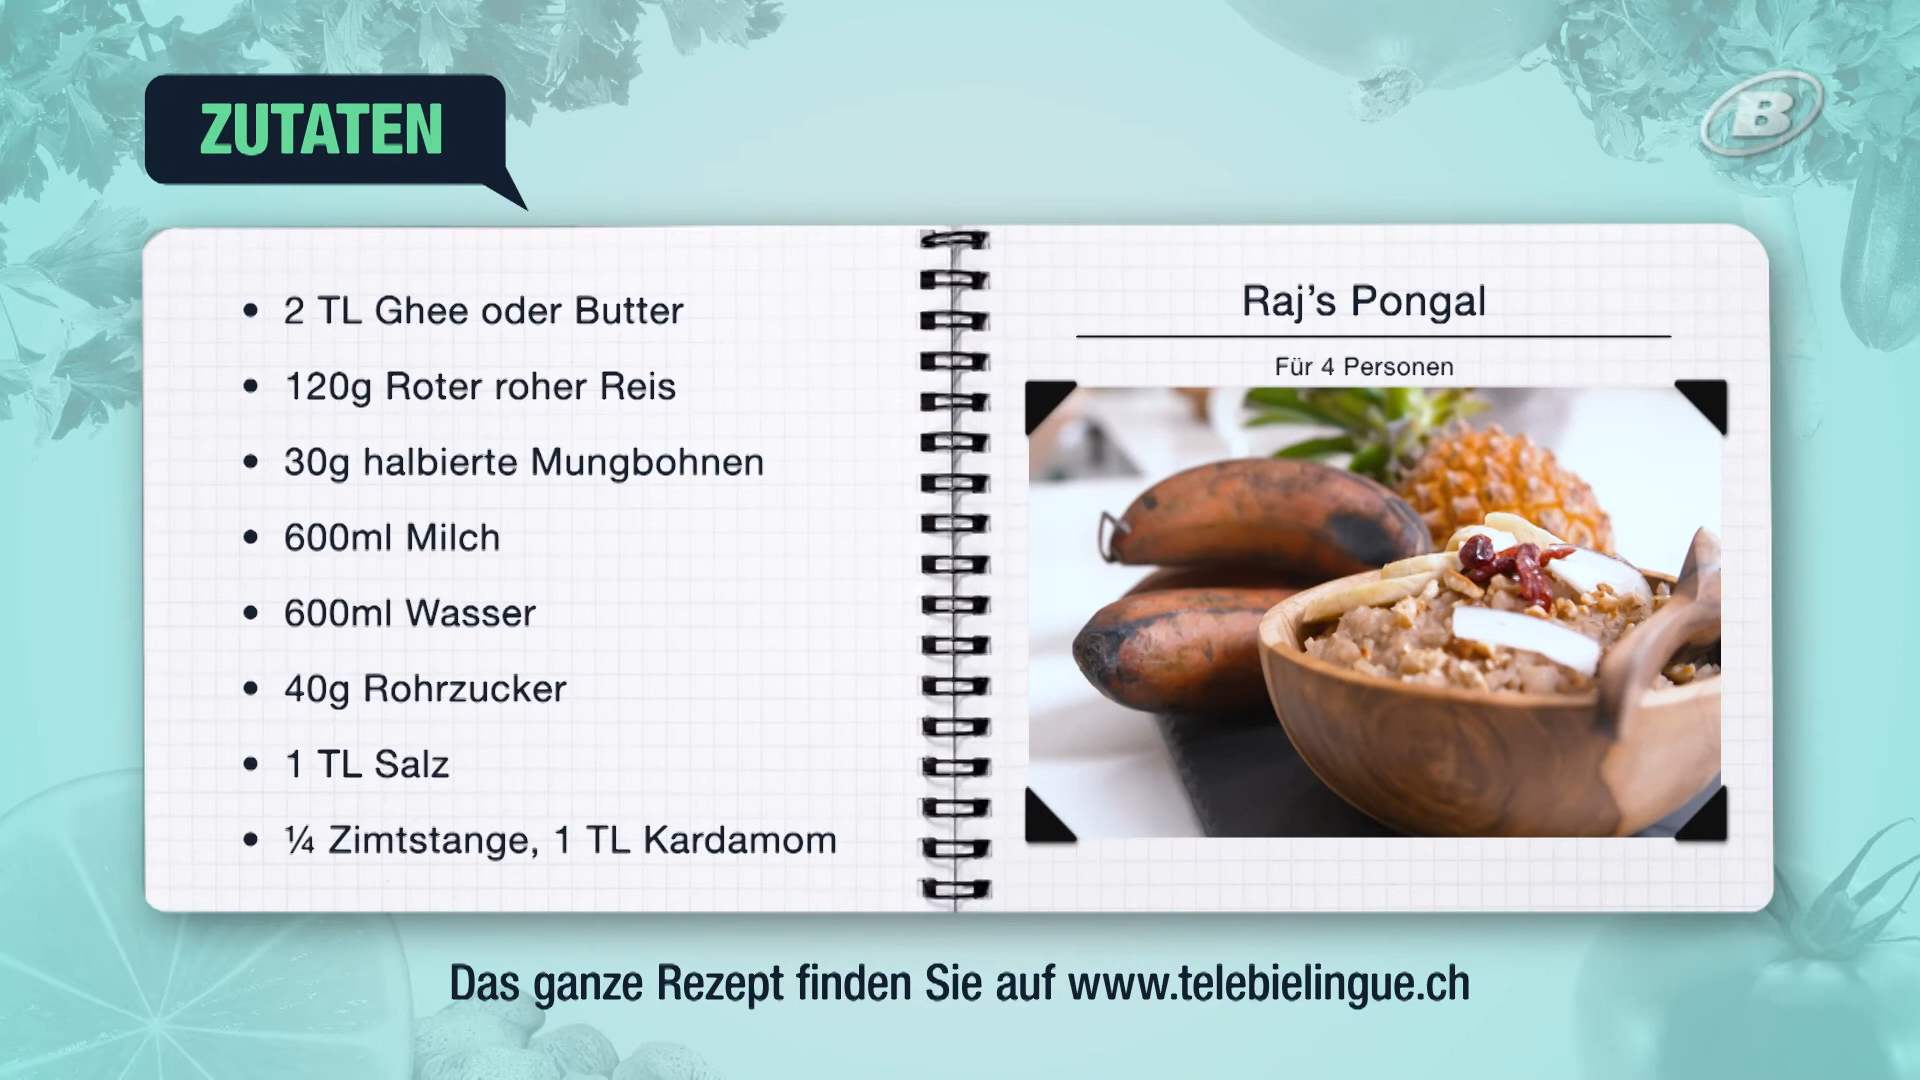 ZUTATEN
B
• 2 TL Ghee oder Butter
• 120g Roter roher Reis
• 30g halbierte Mungbohnen
• 600ml Milch
• 600ml Wasser
• 40g Rohrzucker
• 1 TL Salz
• ¼ Zimtstange, 1 TL Kardamom
Raj’s Pongal
Für 4 Personen
Das ganze Rezept finden Sie auf www.telebielingue.ch